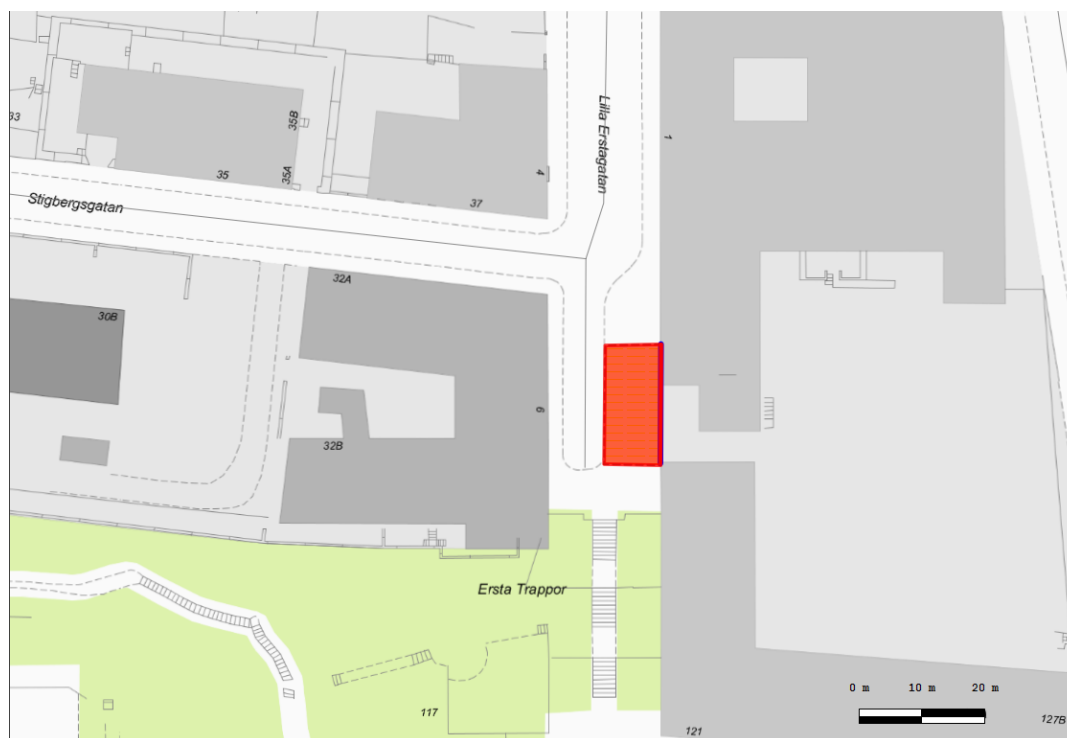 33
35B
35A
35
Stigbergsgatan
37
4
Lilla Erstagatan
1
32A
30B
6
32B
Ersta Trappor
117
121
127B
0 m 10 m 20 m